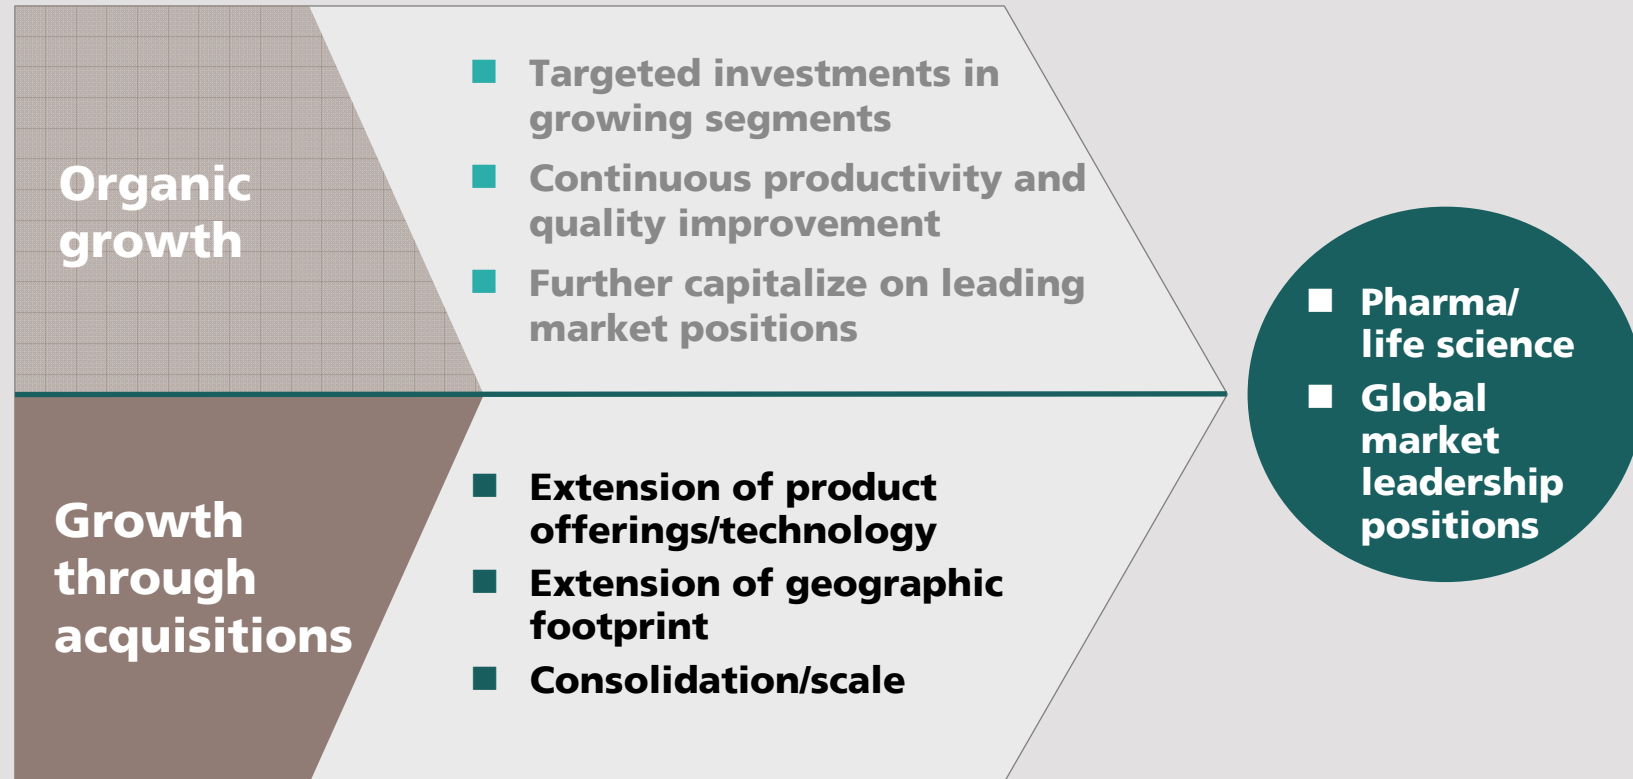 Organic
growth
Targeted investments in
growing segments
Continuous productivity and
quality improvement
Further capitalize on leading
market positions
Growth
through
acquisitions
Extension of product
offerings/technology
Extension of geographic
footprint
Consolidation/scale
Pharma/
life science
Global
market
leadership
positions